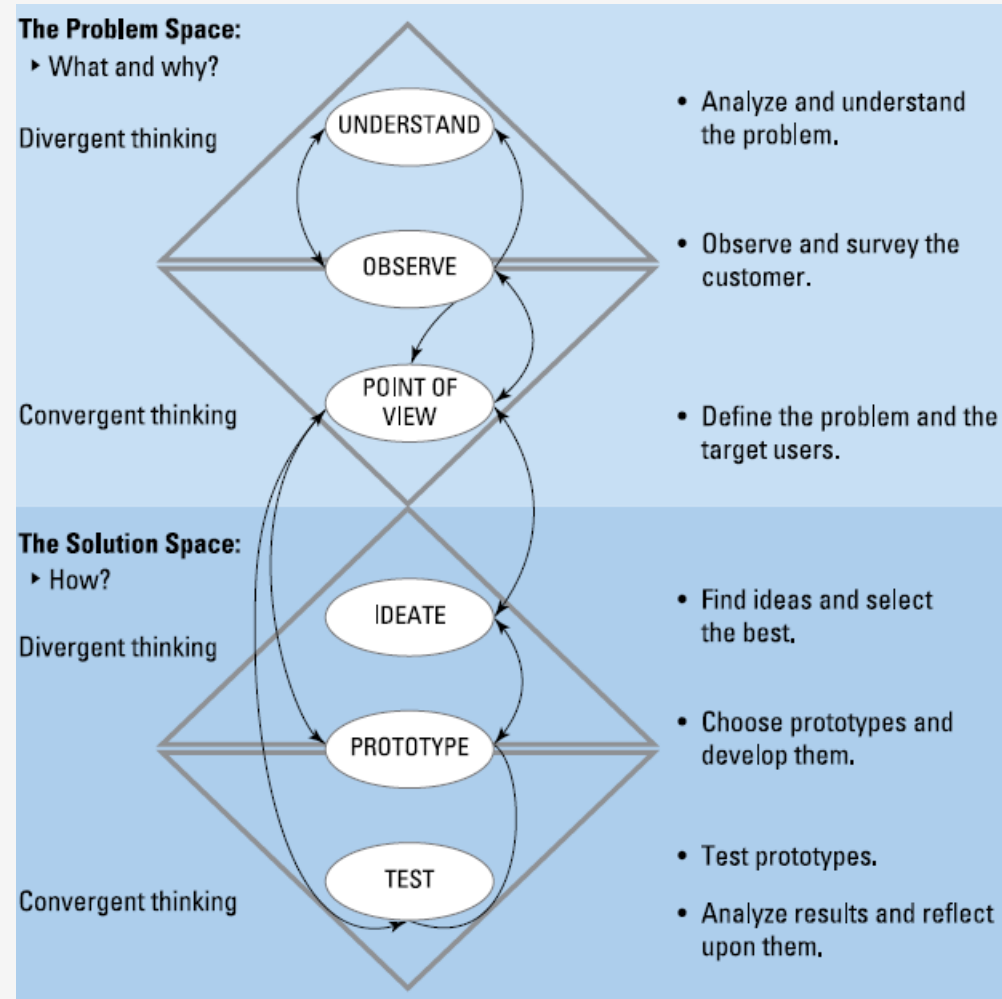 The Problem Space:
▸ What and why?
Divergent thinking
UNDERSTAND
• Analyze and understand
the problem.
OBSERVE
• Observe and survey the
customer.
Convergent thinking
POINT OF
VIEW
• Define the problem and the
target users.
The Solution Space:
▸ How?
Divergent thinking
IDEATE
• Find ideas and select
the best.
PROTOTYPE
• Choose prototypes and
develop them.
Convergent thinking
TEST
• Test prototypes.
• Analyze results and reflect
upon them.